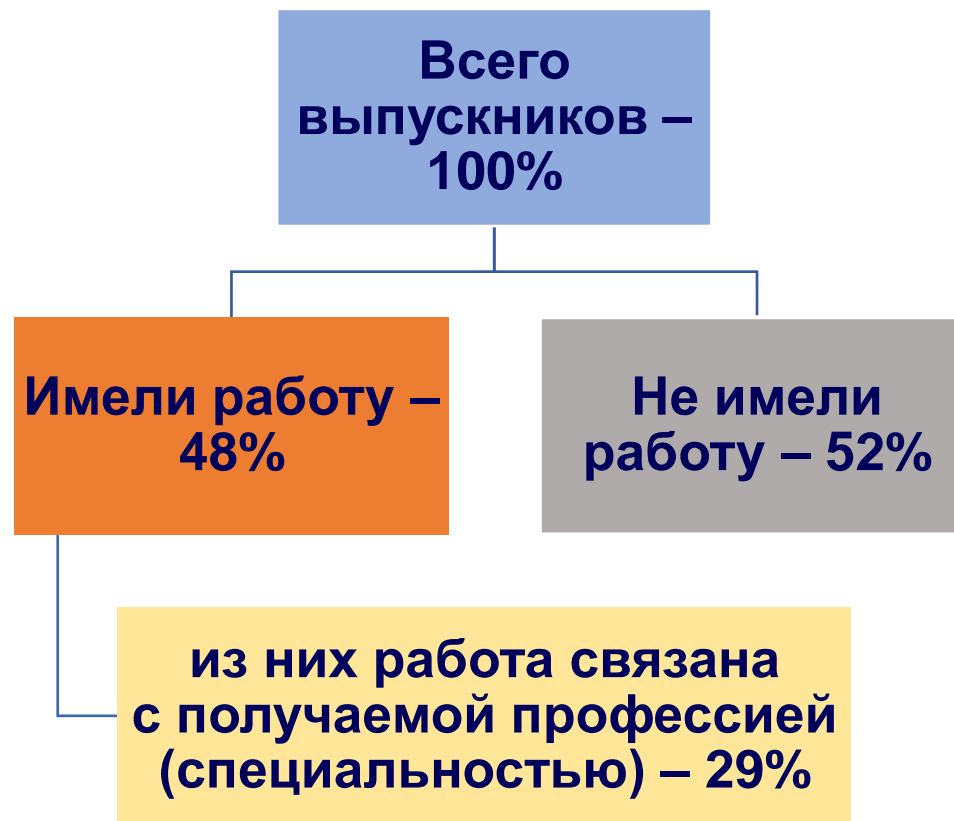 Всего
выпускников –
100%
Имели работу –
48%
Не имели
работу – 52%
из них работа связана
с получаемой профессией
(специальностью) – 29%